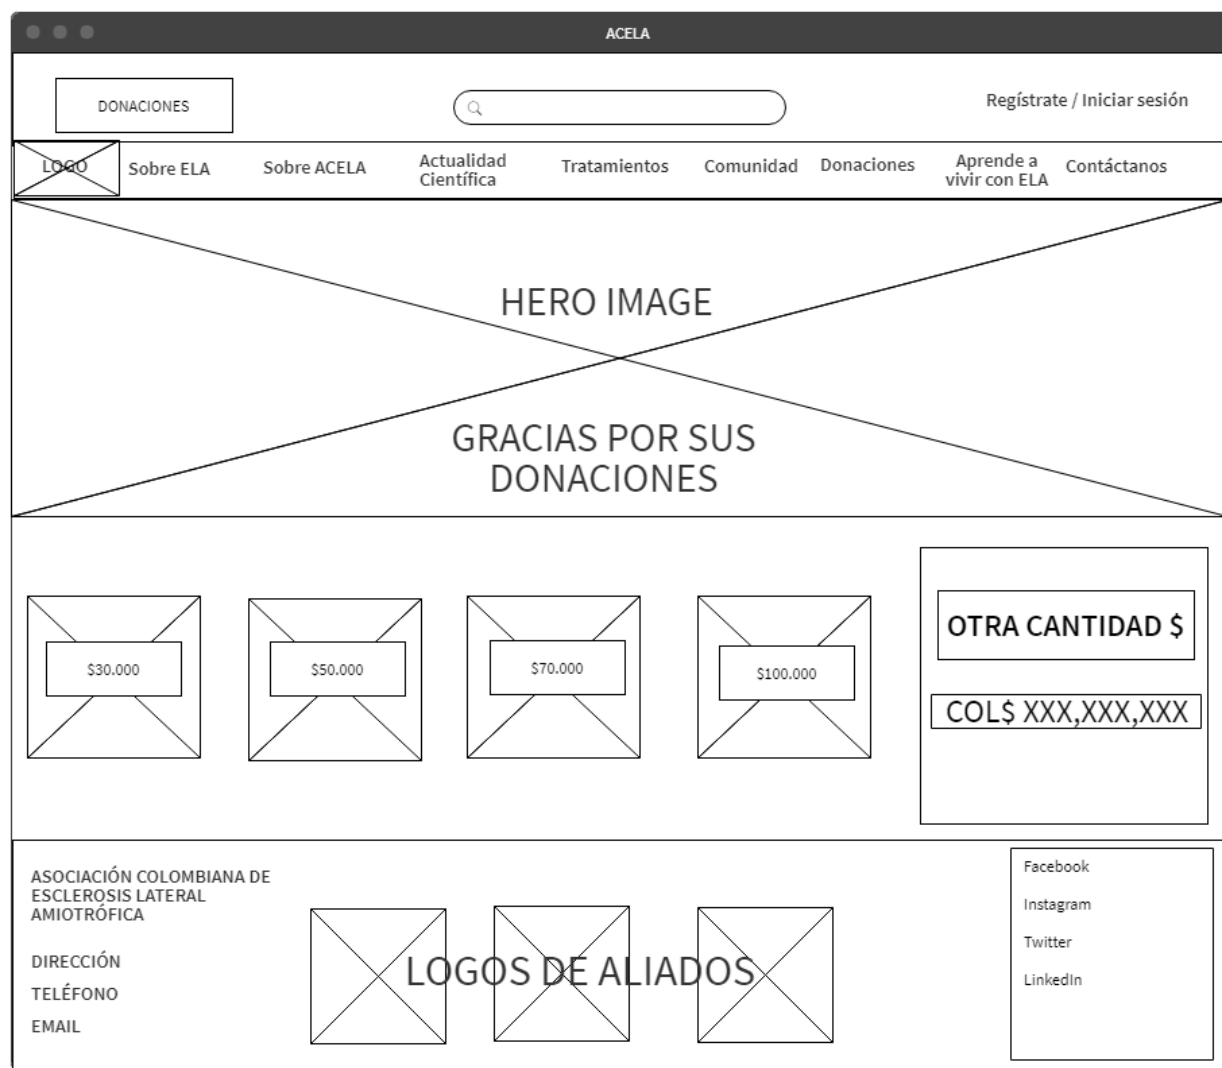 ACELA
DONACIONES
Regístrate / Iniciar sesión
LOGO
Sobre ELA
Sobre ACELA
Actualidad
Científica
Tratamientos
Comunidad
Donaciones
Aprende a
vivir con ELA
Contáctanos
HERO IMAGE
GRACIAS POR SUS
DONACIONES
$30.000
$50.000
$70.000
$100.000
OTRA CANTIDAD $
COL$ XXX,XXX,XXX
ASOCIACIÓN COLOMBIANA DE
ESCLEROSIS LATERAL
AMIOTRÓFICA
DIRECCIÓN
TELÉFONO
EMAIL
LOGOS DE ALIADOS
Facebook
Instagram
Twitter
LinkedIn